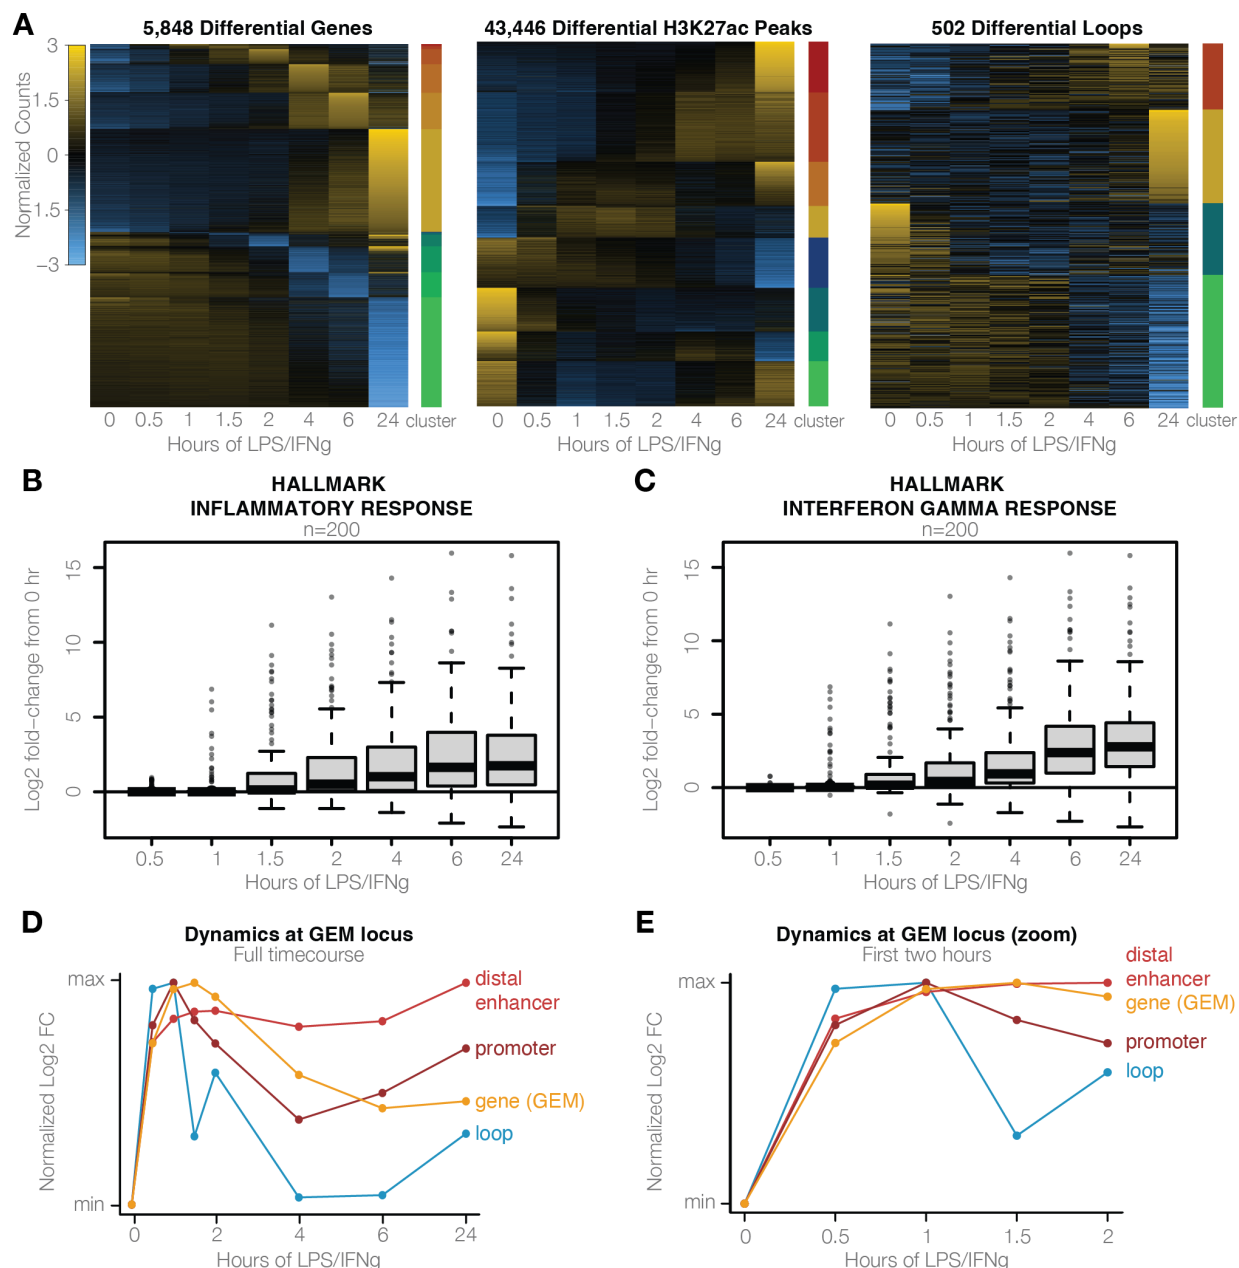 A
5,848 Differential Genes
43,446 Differential H3K27ac Peaks
502 Differential Loops
Normalized Counts
3
1.5
0
1.5
−3
0 0.5 1 1.5 2 4 6 24 cluster
Hours of LPS/IFNg
0 0.5 1 1.5 2 4 6 24 cluster
Hours of LPS/IFNg
0 0.5 1 1.5 2 4 6 24 cluster
Hours of LPS/IFNg
B
HALLMARK
INFLAMMATORY RESPONSE
n=200
Log2 fold−change from 0 hr
15
10
5
0
0.5 1 1.5 2 4 6 24
Hours of LPS/IFNg
C
HALLMARK
INTERFERON GAMMA RESPONSE
n=200
Log2 fold−change from 0 hr
15
10
5
0
0.5 1 1.5 2 4 6 24
Hours of LPS/IFNg
D
Dynamics at GEM locus
Full timecourse
Normalized Log2 FC
max
min
distal
enhancer
promoter
gene (GEM)
loop
0 2 4 6 24
Hours of LPS/IFNg
E
Dynamics at GEM locus (zoom)
First two hours
Normalized Log2 FC
max
min
distal
enhancer
gene (GEM)
promoter
loop
0 0.5 1 1.5 2
Hours of LPS/IFNg